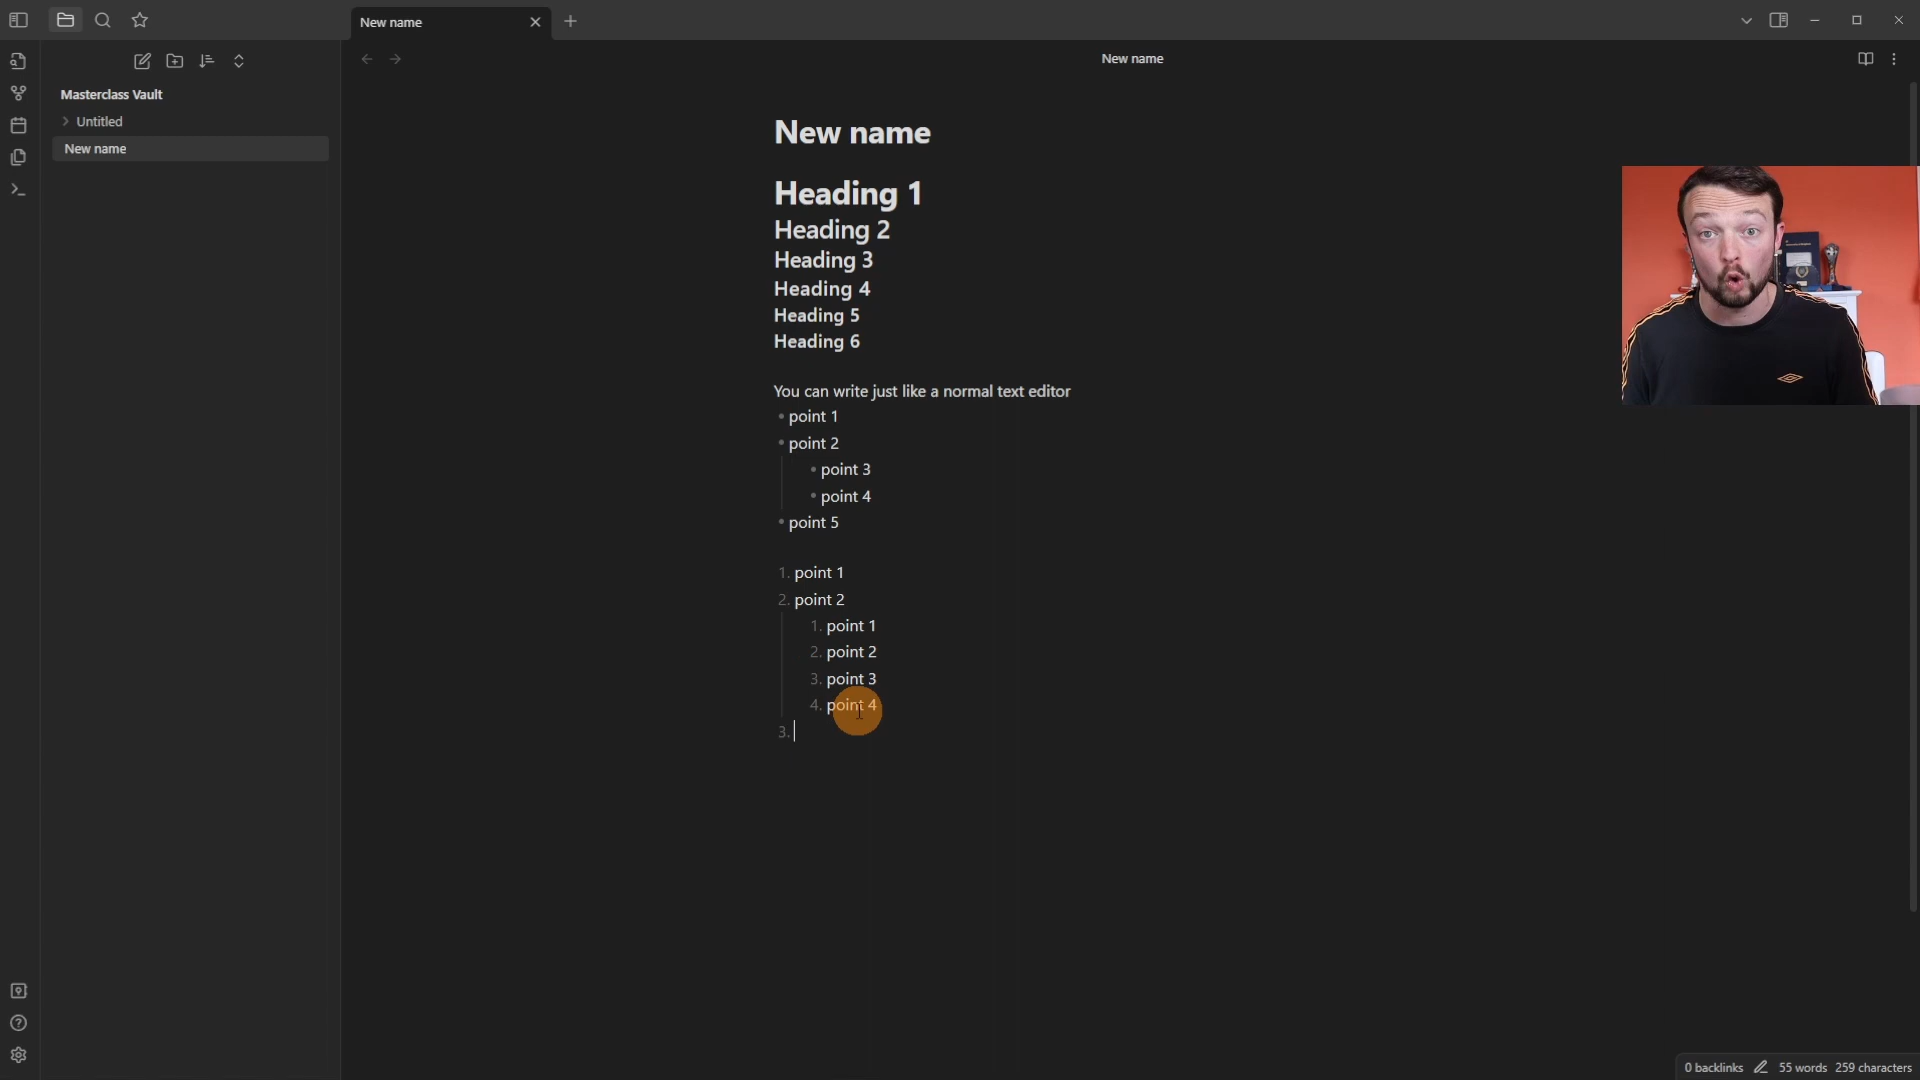 New name
New name
Masterclass Vault
Untitled
New name
New name
Heading 1
Heading 2
Heading 3
Heading 4
Heading 5
Heading 6
You can write just like a normal text editor
• point 1
• point 2
• point 3
• point 4
• point 5
1. point 1
2. point 2
1. point 1
2. point 2
3. point 3
4. point 4
3.
0 backlinks 55 words 259 characters